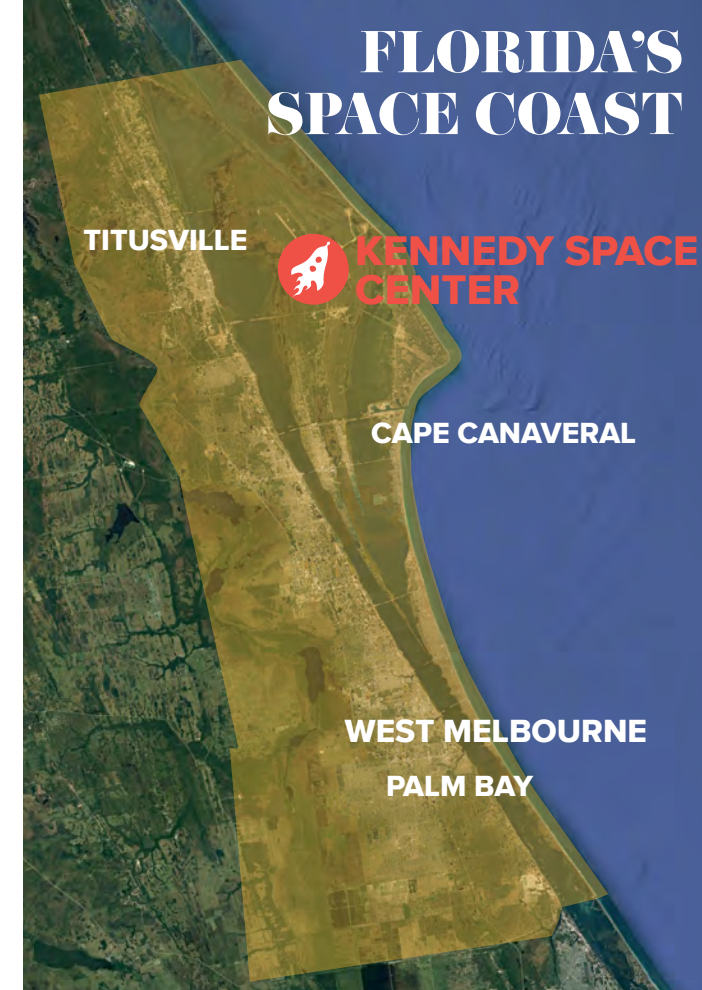 FLORIDA'S
SPACE COAST
TITUSVILLE
KENNEDY SPACE
CENTER
CAPE CANAVERAL
WEST MELBOURNE
PALM BAY